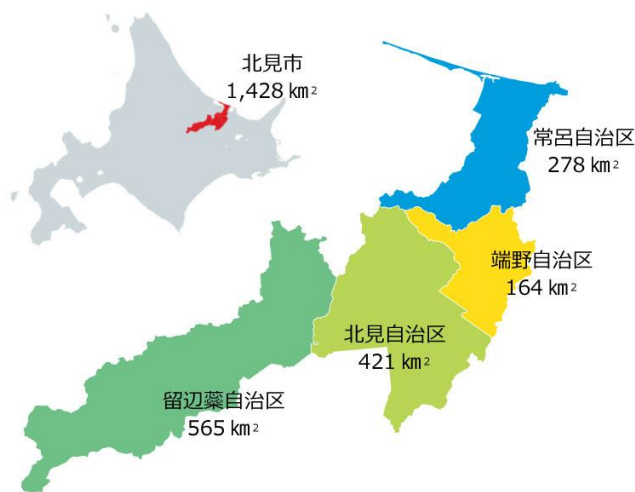 北見市
1,428 km²
常呂自治区
278 km²
端野自治区
164 km²
北見自治区
421 km²
留辺蘂自治区
565 km²